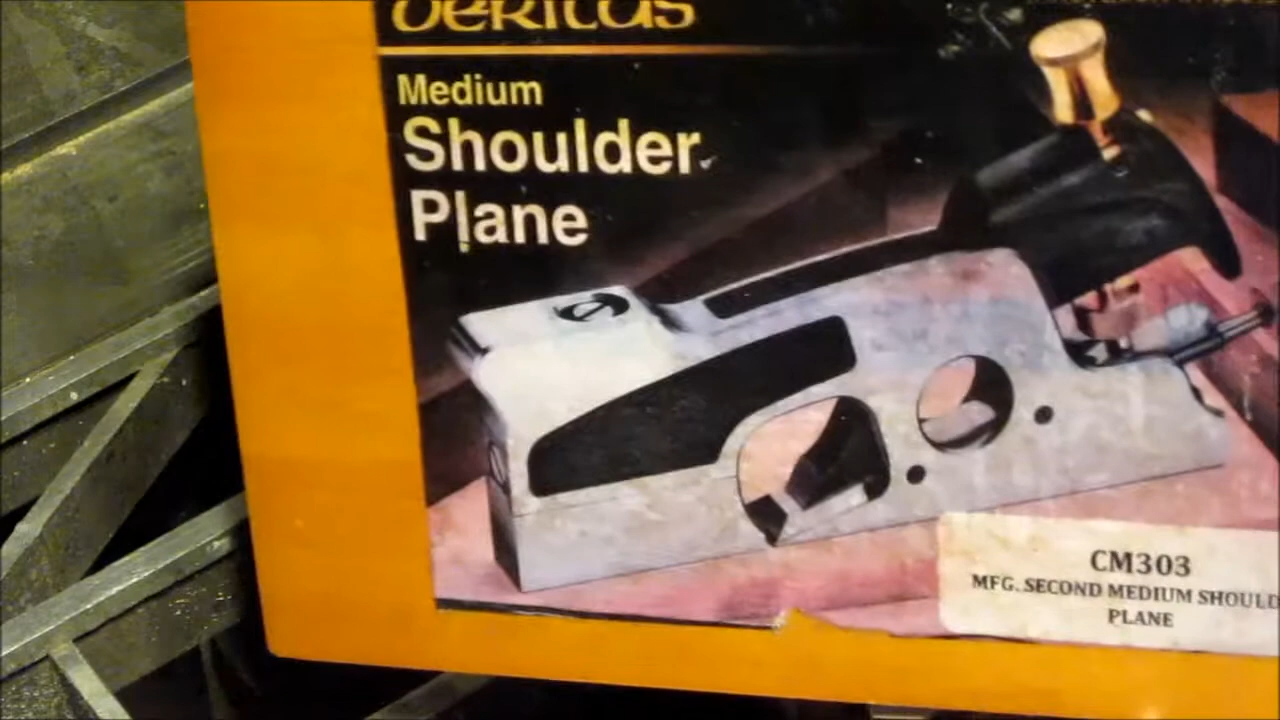 veritas
Medium
Shoulder
Plane
CM303
MFG. SECOND MEDIUM SHOULD
PLANE